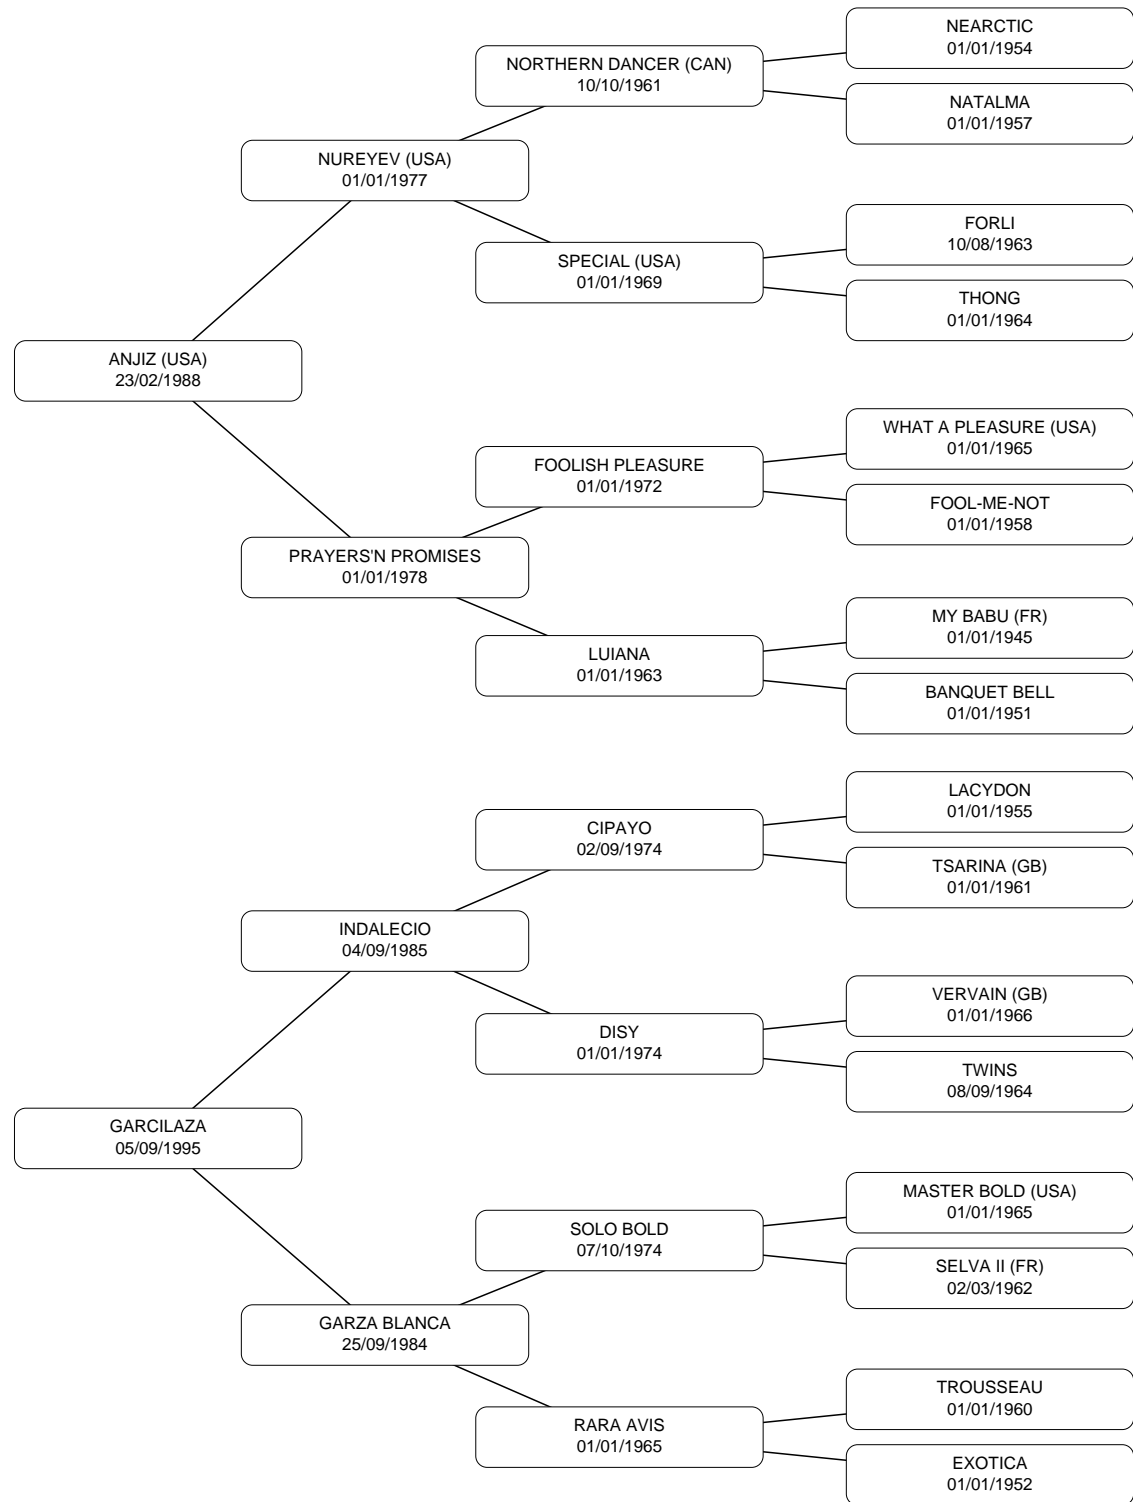 NEARCTIC
01/01/1954
NORTHERN DANCER (CAN)
10/10/1961
NATALMA
01/01/1957
NUREYEV (USA)
01/01/1977
FORLI
10/08/1963
SPECIAL (USA)
01/01/1969
THONG
01/01/1964
ANJIZ (USA)
23/02/1988
WHAT A PLEASURE (USA)
01/01/1965
FOOLISH PLEASURE
01/01/1972
FOOL-ME-NOT
01/01/1958
PRAYERS'N PROMISES
01/01/1978
MY BABU (FR)
01/01/1945
LUIANA
01/01/1963
BANQUET BELL
01/01/1951
LACYDON
01/01/1955
CIPAYO
02/09/1974
TSARINA (GB)
01/01/1961
INDALECIO
04/09/1985
VERVAIN (GB)
01/01/1966
DISY
01/01/1974
TWINS
08/09/1964
GARCILAZA
05/09/1995
MASTER BOLD (USA)
01/01/1965
SOLO BOLD
07/10/1974
SELVA II (FR)
02/03/1962
GARZA BLANCA
25/09/1984
TROUSSEAU
01/01/1960
RARA AVIS
01/01/1965
EXOTICA
01/01/1952